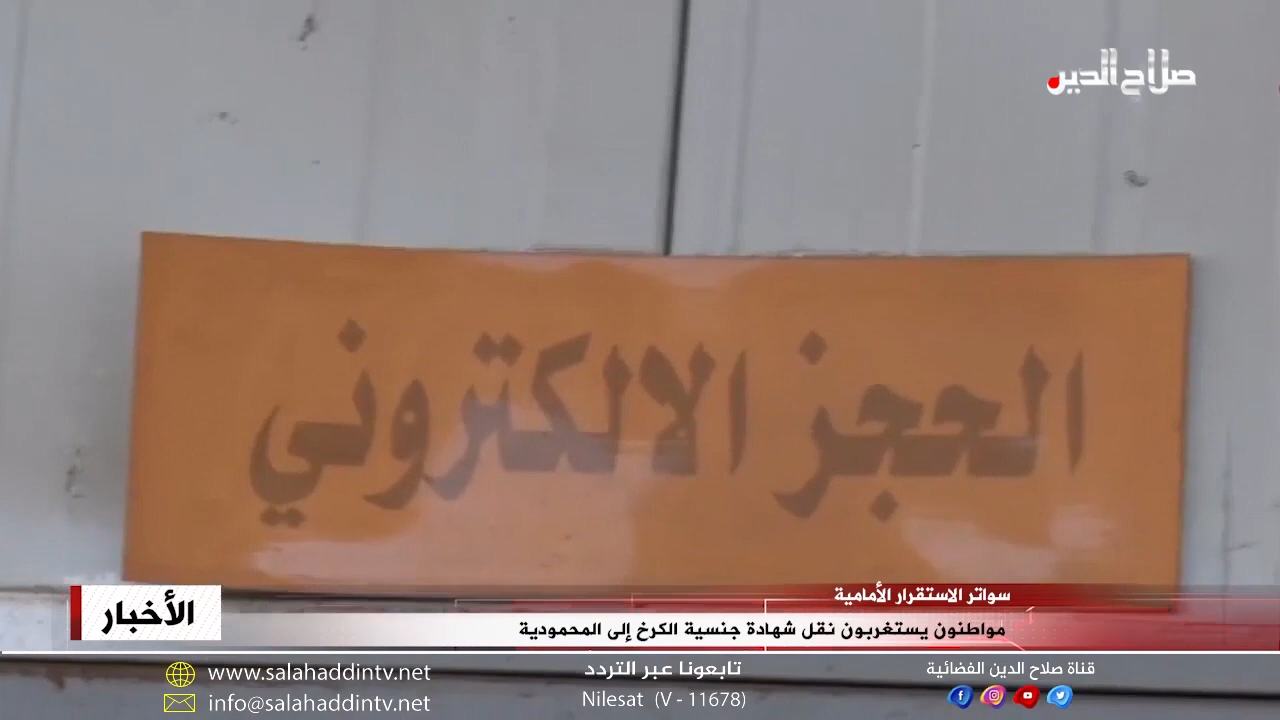 صلاح الدين
الحجز الالكتروني
سواتر الاستقرار الأمامية
الأخبار
مواطنون يستغربون نقل شهادة جنسية الكرخ إلى المحمودية
قناة صلاح الدين الفضائية
تابعونا عبر التردد
www.salahaddintv.net
Nilesat (V - 11678)
info@salahaddintv.net